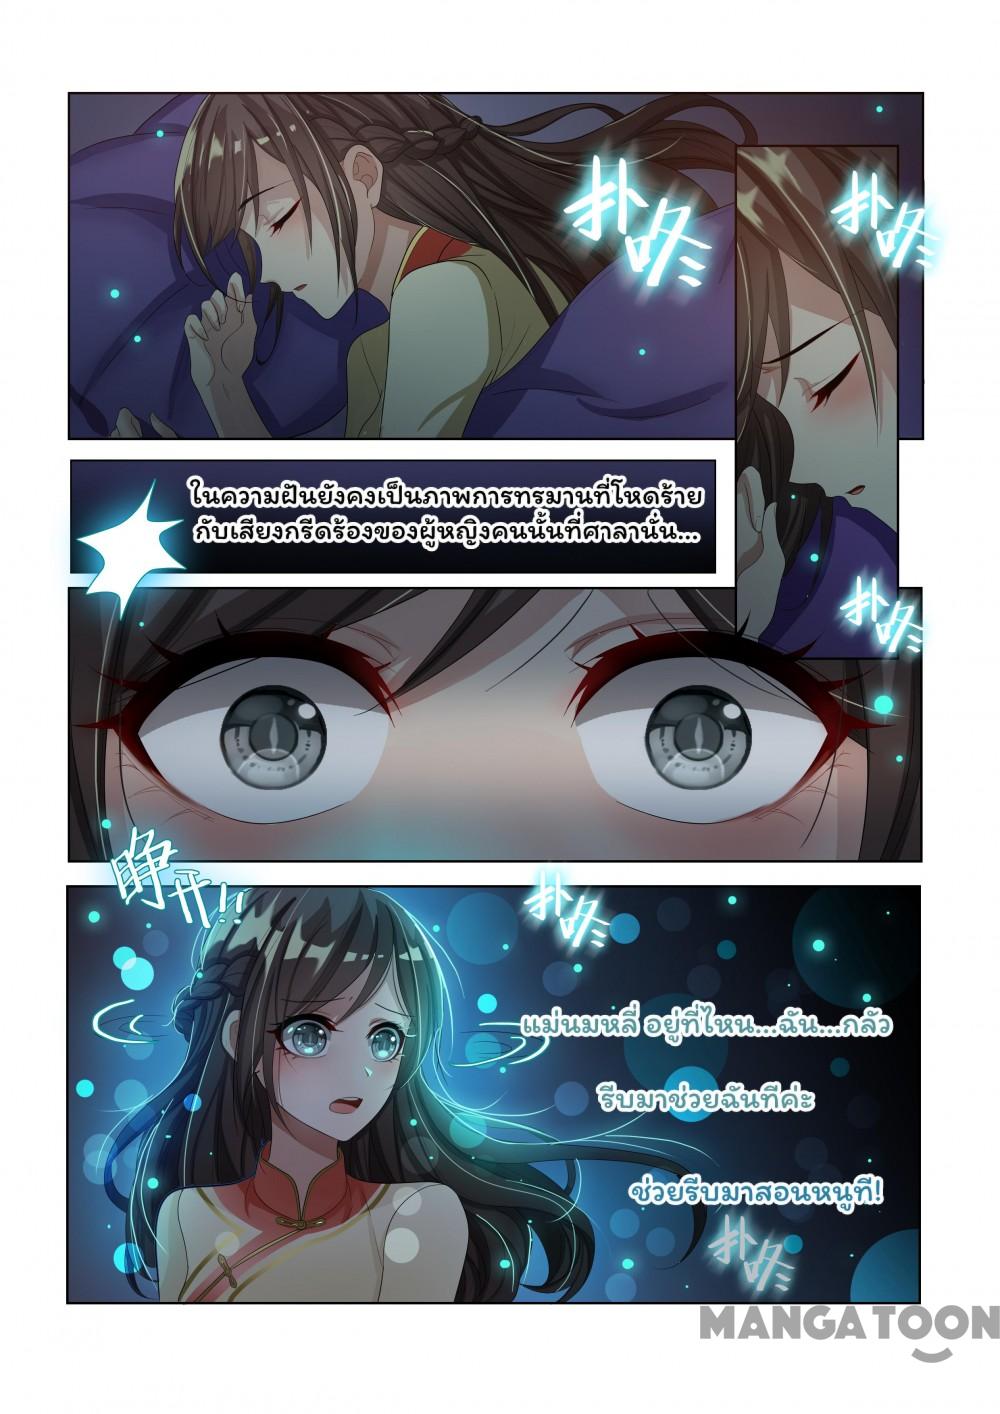 扑咚
扑咚
ในความฝันยังคงเป็นภาพการทรมานที่โหดร้าย
กับเสียงกรีดร้องของผู้หญิงคนนั้นที่ศาลานั่น...
扑咚
睁开!!
扑咚
แม่นมหลี่ อยู่ที่ไหน...ฉัน...กลัว
รีบมาช่วยฉันทีค่ะ
ช่วยรีบมาสอนหนูที!
扑咚
MANGATOON